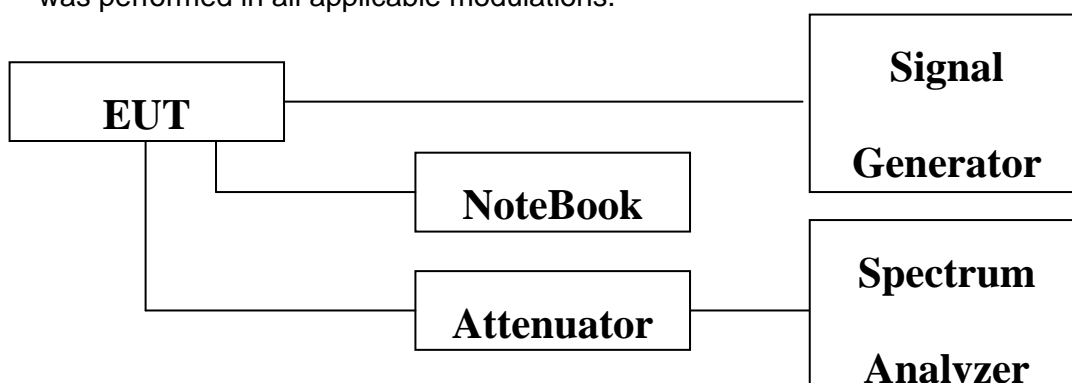 was performed in all applicable modulations.
EUT
Signal
Generator
NoteBook
Attenuator
Spectrum
Analyzer